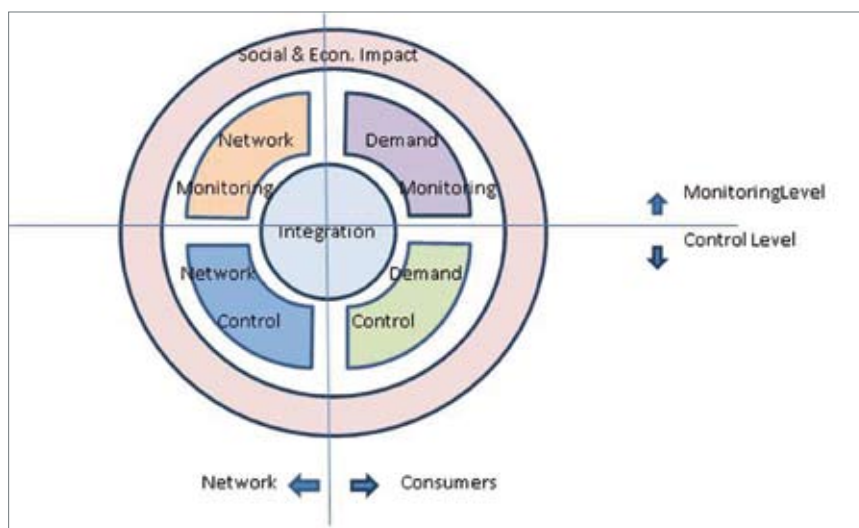 Social & Econ. Impact
Network
Monitoring
Demand
Monitoring
Integration
Network
Control
Demand
Control
MonitoringLevel
Control Level
Network
Consumers